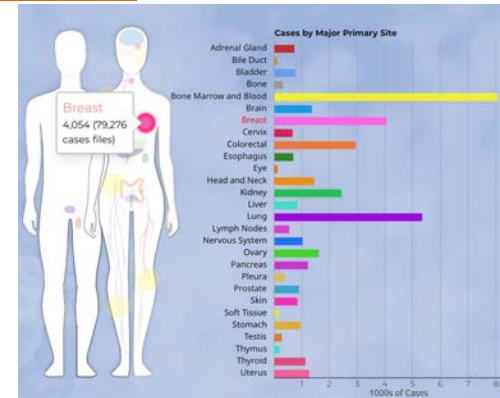 Breast
4,054 (79,276
cases files)
Cases by Major Primary Site
Adrenal Gland
Bile Duct
Bladder
Bone
Bone Marrow and Blood
Brain
Breast
Cervix
Colorectal
Esophagus
Eye
Head and Neck
Kidney
Liver
Lung
Lymph Nodes
Nervous System
Ovary
Pancreas
Pleura
Prostate
Skin
Soft Tissue
Stomach
Testis
Thymus
Thyroid
Uterus
1 2 3 4 5 6 7 8
1000s of Cases